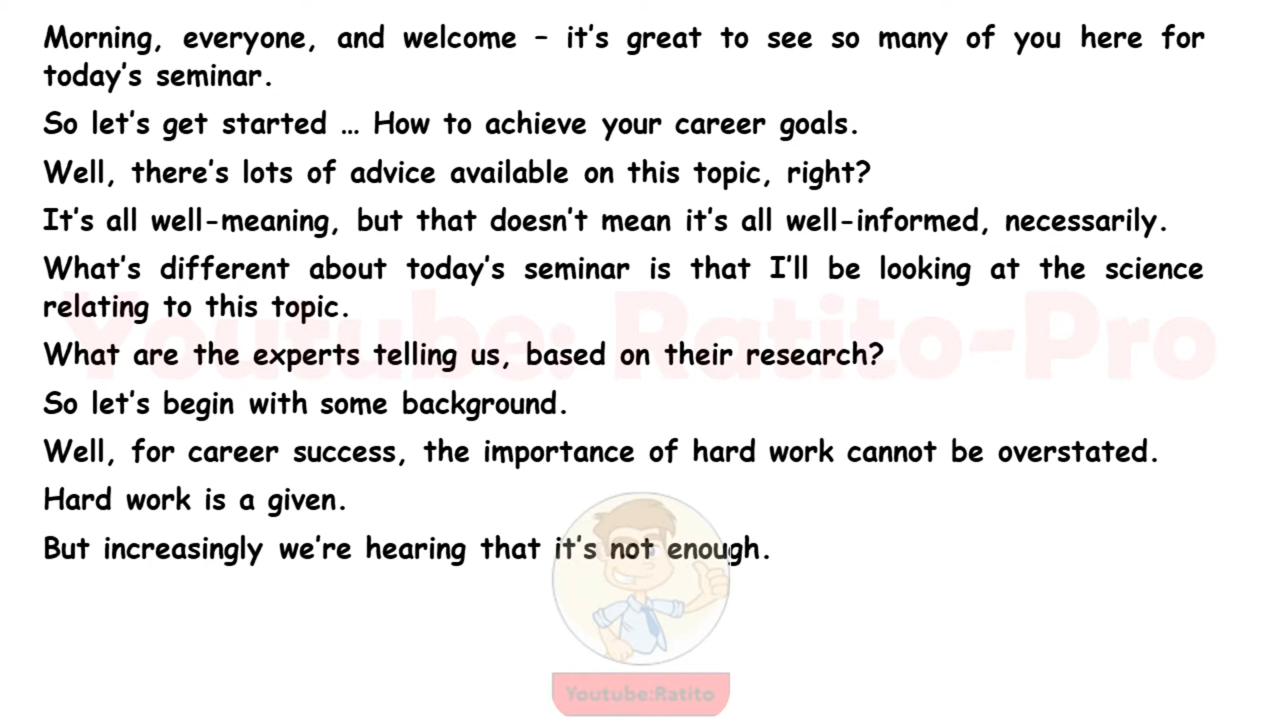 Morning, everyone, and welcome – it's great to see so many of you here for
today's seminar.
So let's get started … How to achieve your career goals.
Well, there's lots of advice available on this topic, right?
It's all well-meaning, but that doesn't mean it's all well-informed, necessarily.
What's different about today's seminar is that I'll be looking at the science
relating to this topic.
Youtube: Ratito-Pro
What are the experts telling us, based on their research?
So let's begin with some background.
Well, for career success, the importance of hard work cannot be overstated.
Hard work is a given.
But increasingly we're hearing that it's not enough.
Youtube:Ratito